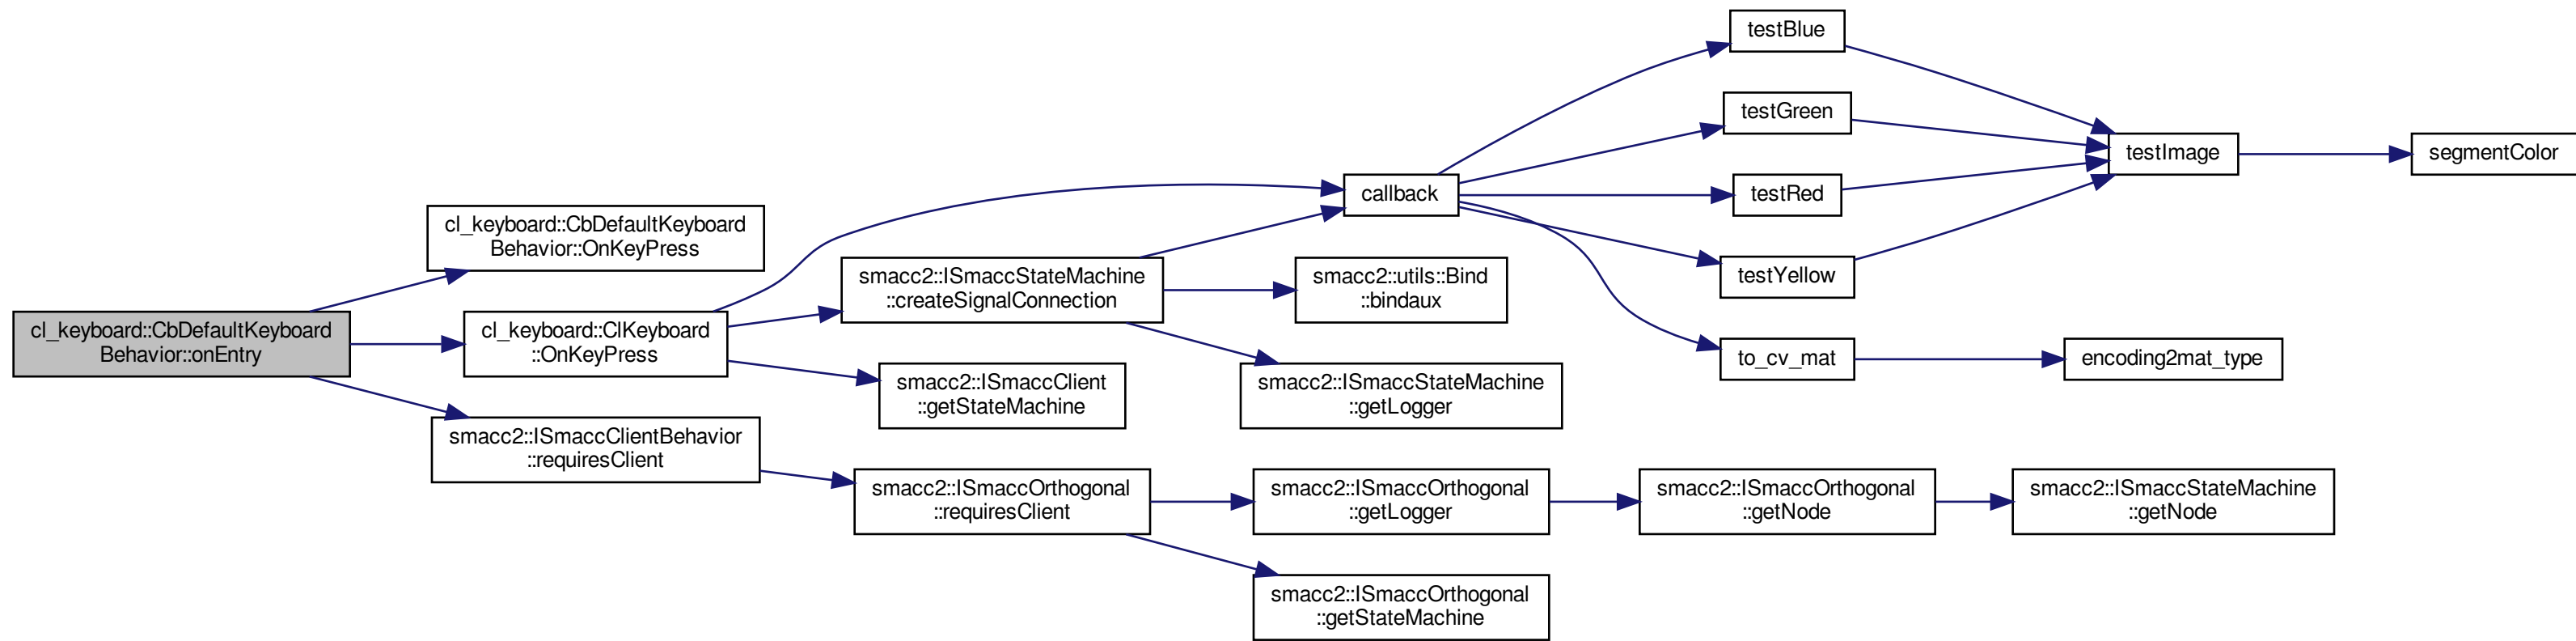 cl_keyboard::CbDefaultKeyboard
Behavior::onEntry
cl_keyboard::CbDefaultKeyboard
Behavior::OnKeyPress
cl_keyboard::ClKeyboard
::OnKeyPress
smacc2::ISmaccClientBehavior
::requiresClient
smacc2::ISmaccStateMachine
::createSignalConnection
smacc2::ISmaccClient
::getStateMachine
smacc2::ISmaccOrthogonal
::requiresClient
callback
smacc2::utils::Bind
::bindaux
smacc2::ISmaccStateMachine
::getLogger
smacc2::ISmaccOrthogonal
::getLogger
smacc2::ISmaccOrthogonal
::getStateMachine
testBlue
testGreen
testRed
testYellow
to_cv_mat
smacc2::ISmaccOrthogonal
::getNode
testImage
encoding2mat_type
smacc2::ISmaccStateMachine
::getNode
segmentColor